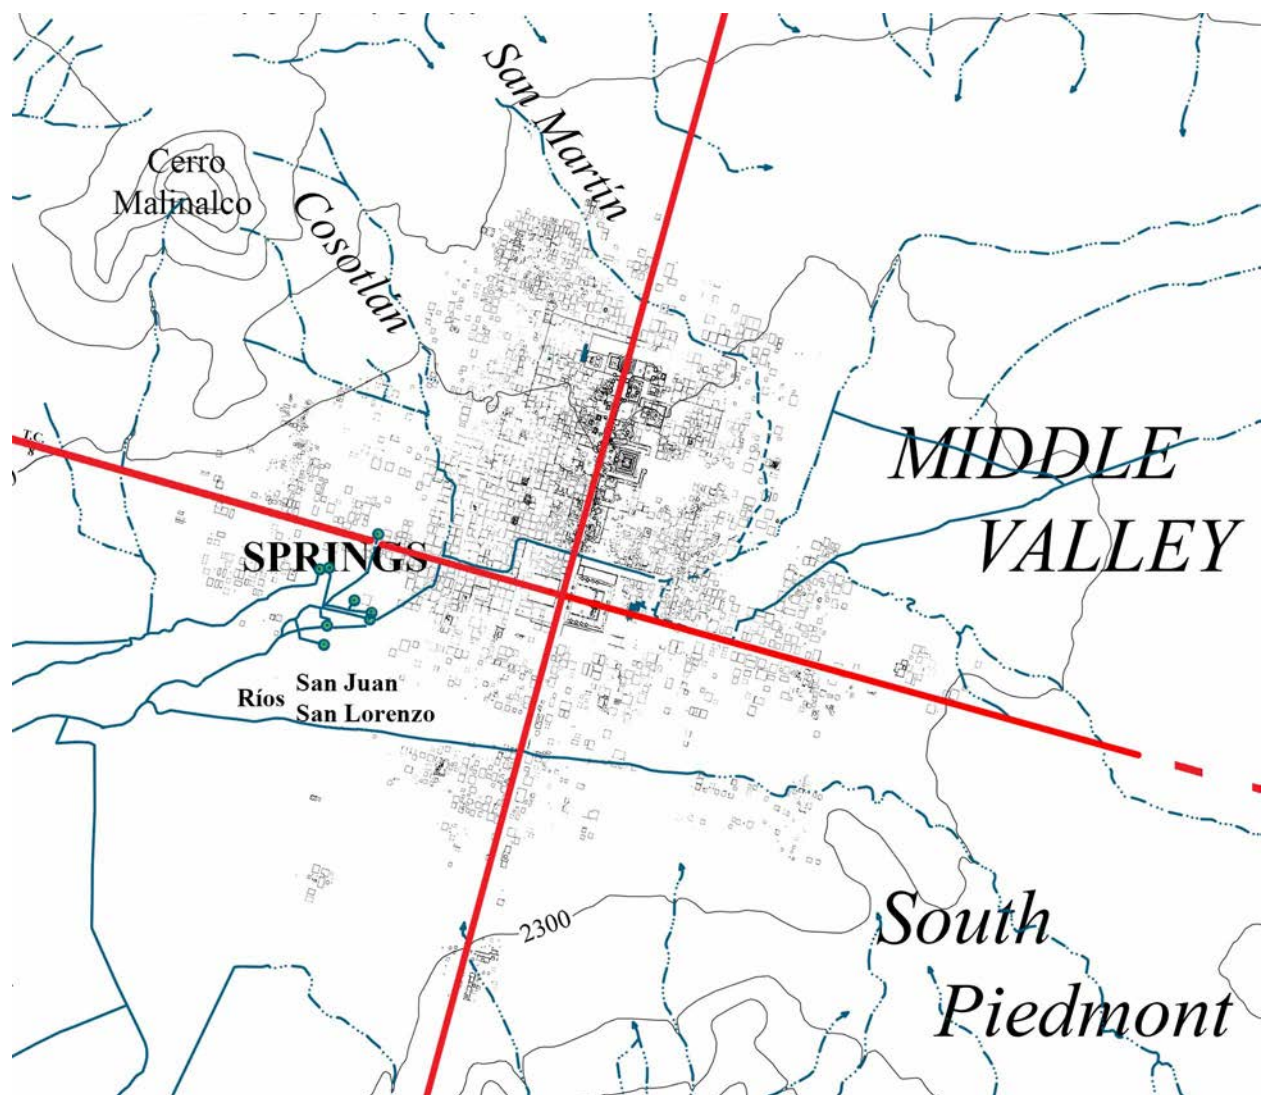 San Martín
Cerro
Malinalco
Cosotlán
T.C.
8
MIDDLE
VALLEY
SPRINGS
Ríos
San Juan
San Lorenzo
2300
South
Piedmont